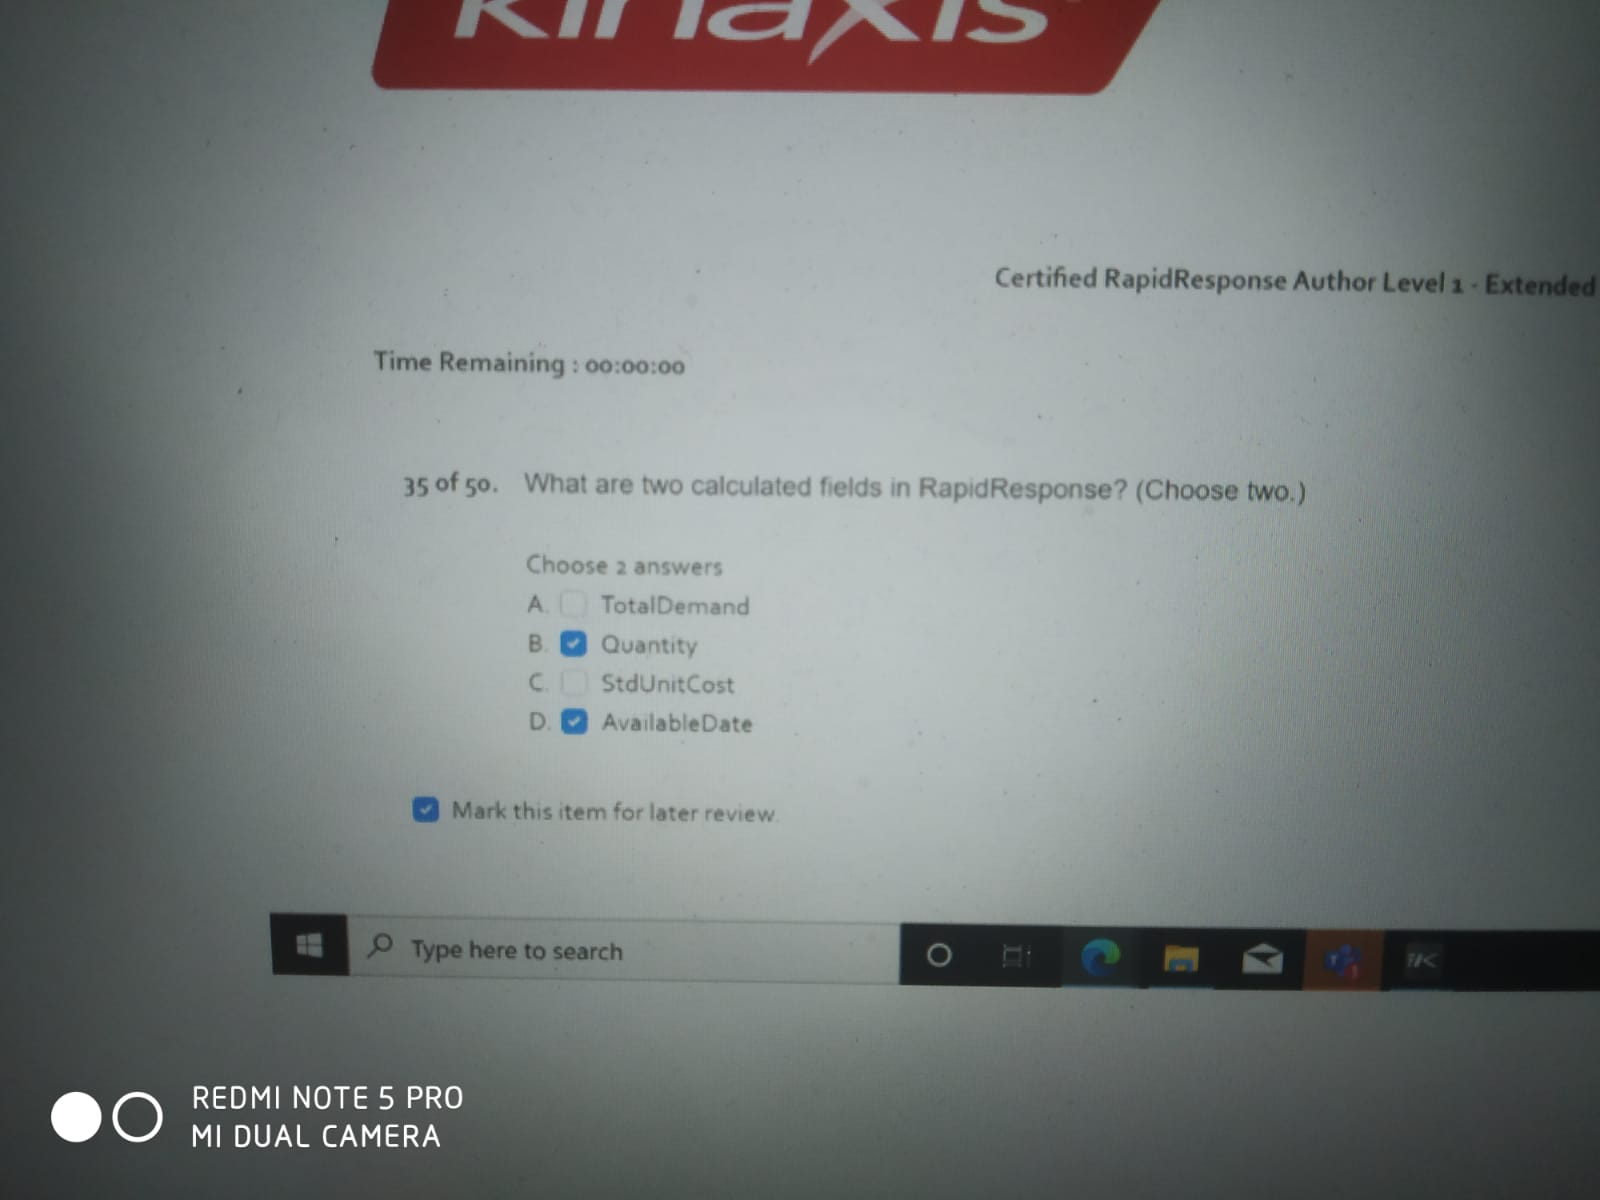 kinaxis
Certified RapidResponse Author Level 1 - Extended
Time Remaining : 00:00:00
35 of 50. What are two calculated fields in RapidResponse? (Choose two.)
Choose 2 answers
A. TotalDemand
B. Quantity
C. StdUnitCost
D. AvailableDate
Mark this item for later review.
Type here to search
REDMI NOTE 5 PRO
MI DUAL CAMERA